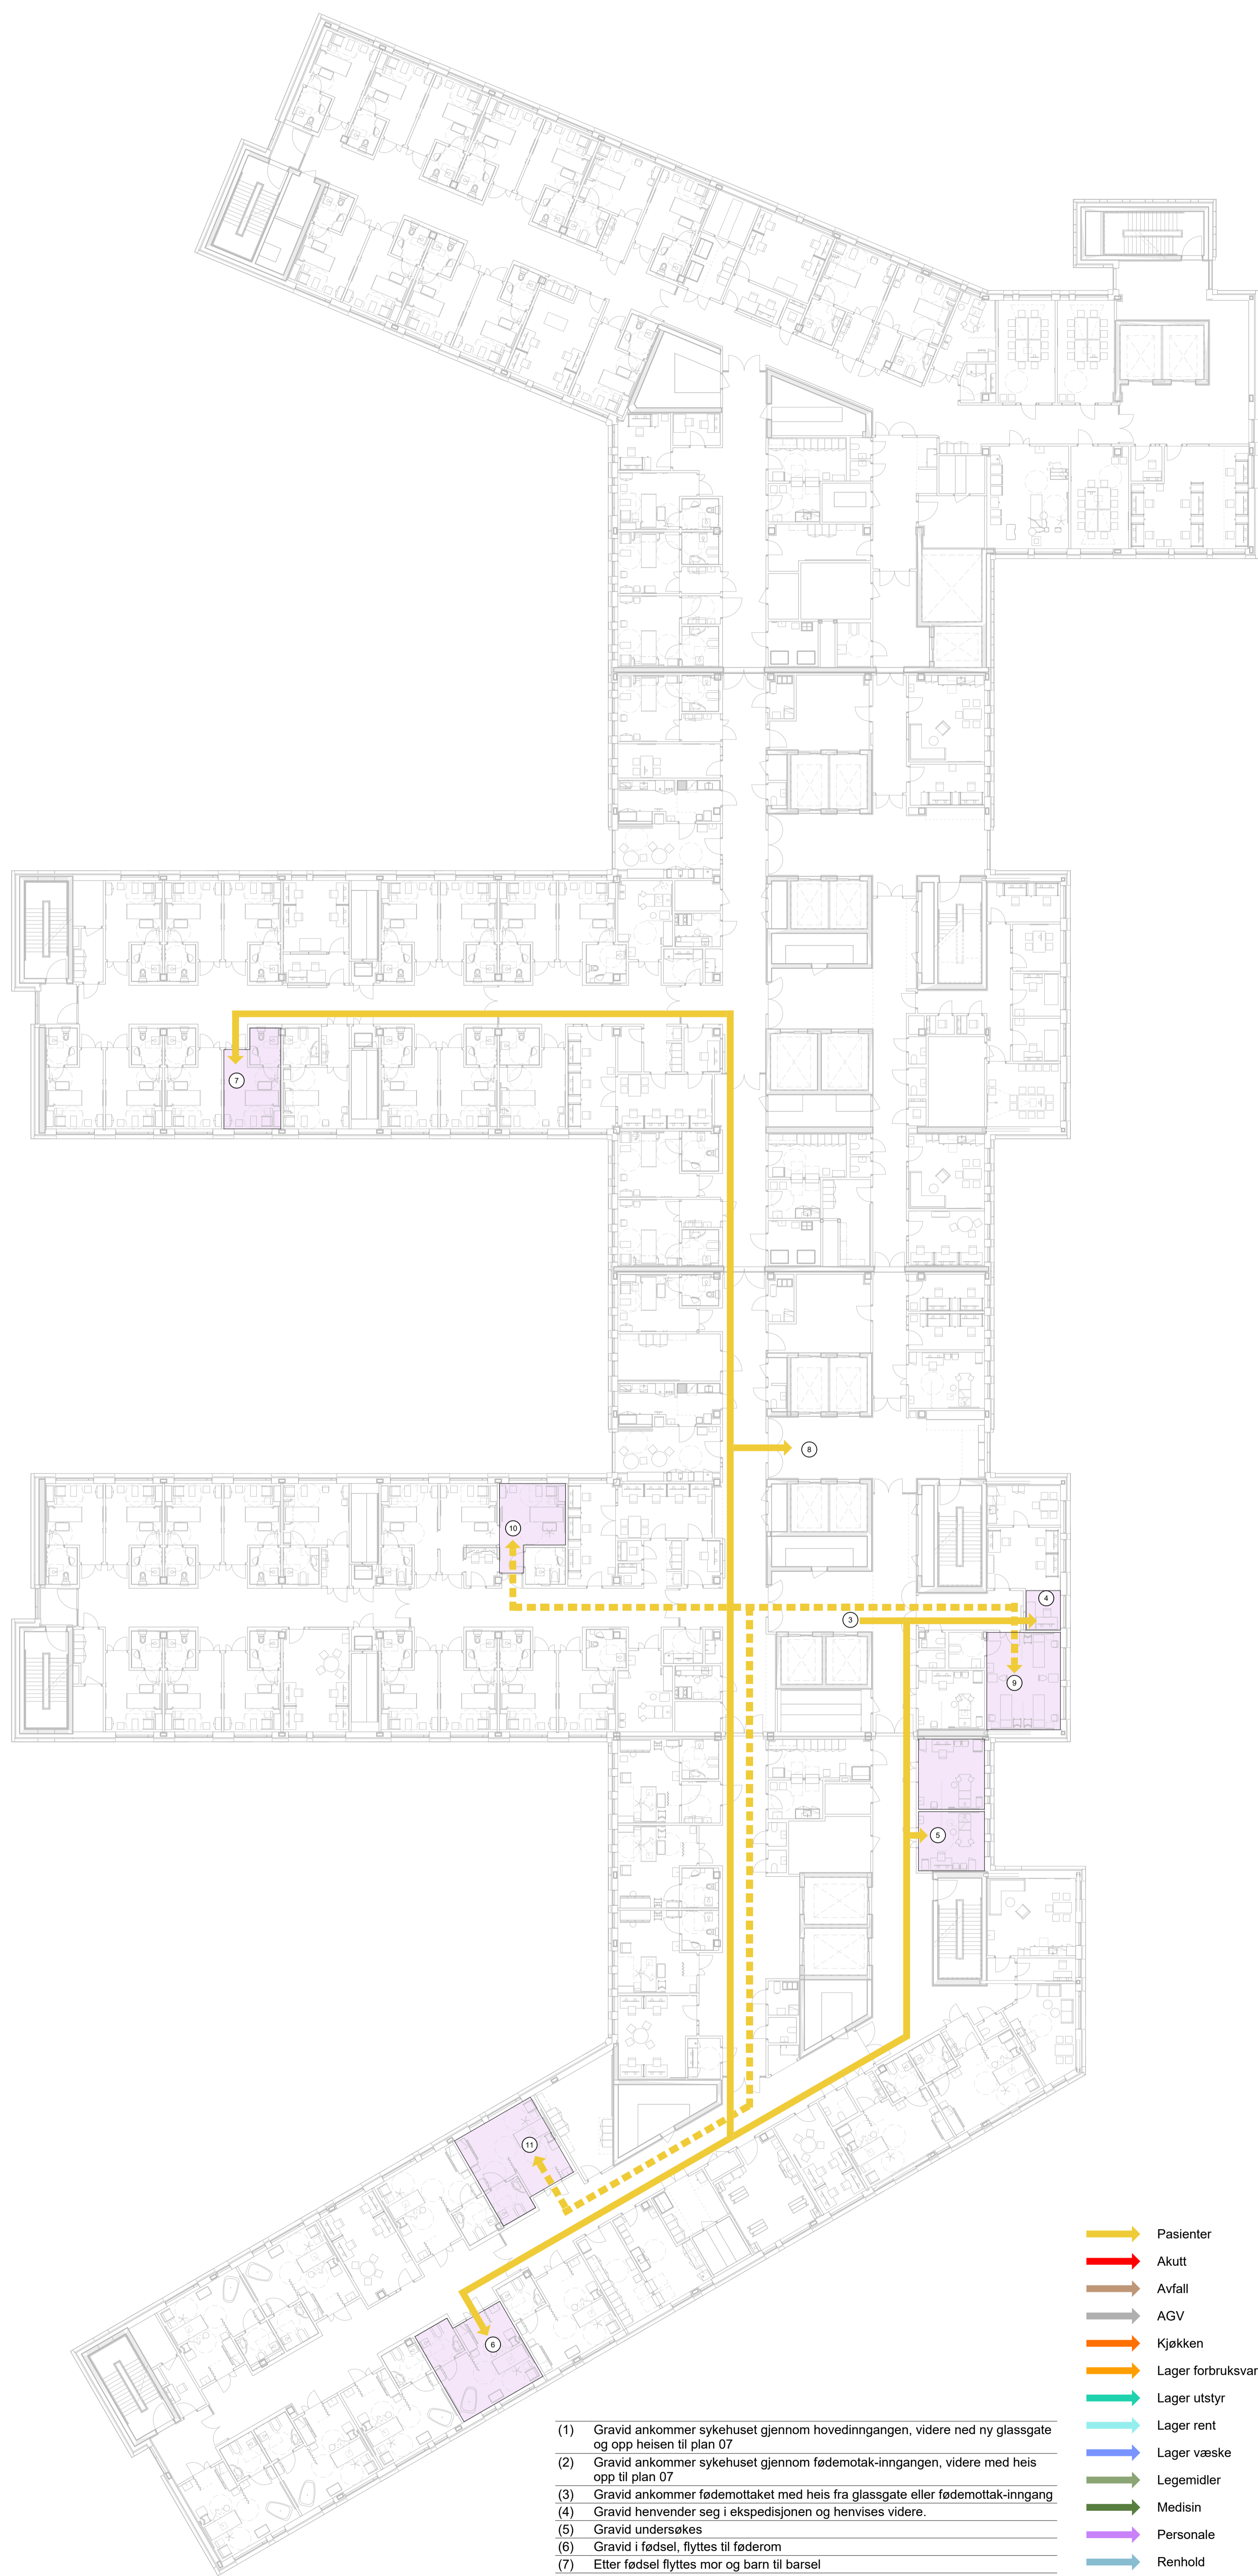 7
8
10
4
3
9
5
11
6
Pasienter
Akutt
Avfall
AGV
Kjøkken
Lager forbruksvar
Lager utstyr
Lager rent
Lager væske
Legemidler
Medisin
Personale
Renhold
(1) Gravid ankommer sykehuset gjennom hovedinngangen, videre ned ny glassgate
og opp heisen til plan 07
(2) Gravid ankommer sykehuset gjennom fødemotak-inngangen, videre med heis
opp til plan 07
(3) Gravid ankommer fødemottaket med heis fra glassgate eller fødemottak-inngang
(4) Gravid henvender seg i ekspedisjonen og henvises videre.
(5) Gravid undersøkes
(6) Gravid i fødsel, flyttes til føderom
(7) Etter fødsel flyttes mor og barn til barsel